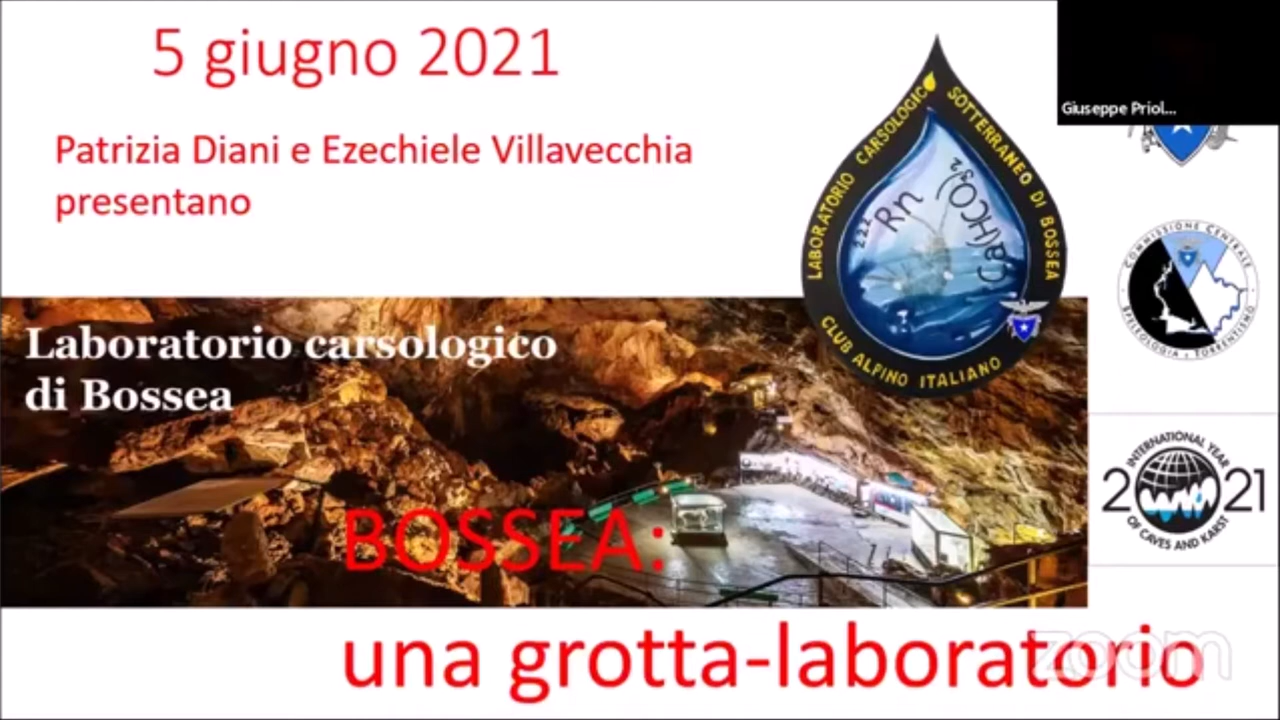 5 giugno 2021
Giuseppe Priol...
Patrizia Diani e Ezechiele Villavecchia
presentano
LABORATORIO CARSOLOGICO SOTTERRANEO DI BOSSEA
222Rn
Ca(HCO3)2
CLUB ALPINO ITALIANO
COMMISSIONE CENTRALE
SPELEOLOGIA e TORRENTISMO
Laboratorio carsologico
di Bossea
INTERNATIONAL YEAR
2021
OF CAVES AND KARST
BOSSEA:
una grotta-laboratorio
zoom